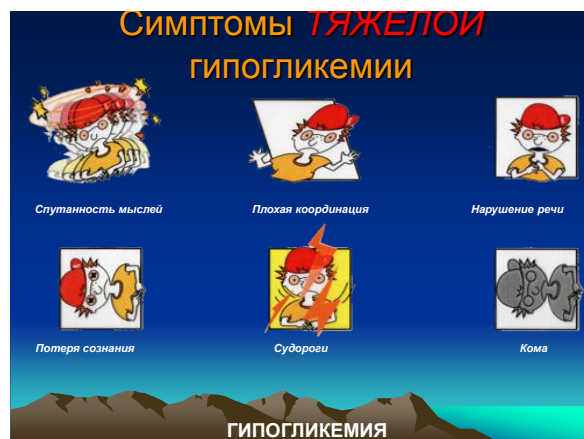 Симптомы ТЯЖЕЛОЙ
гипогликемии
Спутанность мыслей
Плохая координация
Нарушение речи
Потеря сознания
Судороги
Кома
ГИПОГЛИКЕМИЯ